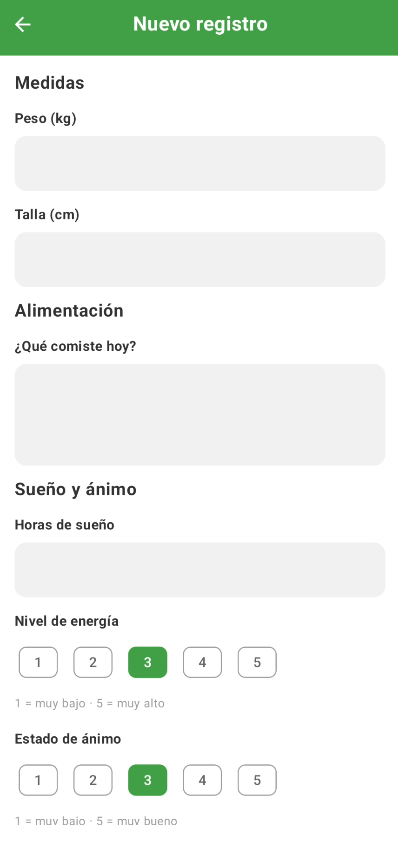 Nuevo registro
Medidas
Peso (kg)
Talla (cm)
Alimentación
¿Qué comiste hoy?
Sueño y ánimo
Horas de sueño
Nivel de energía
1 2 3 4 5
1 = muy bajo · 5 = muy alto
Estado de ánimo
1 2 3 4 5
1 = muy bajo · 5 = muy bueno